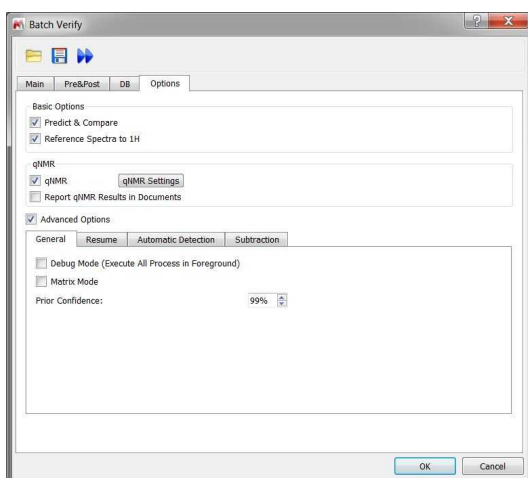 Batch Verify
Main Pre&Post DB Options
Basic Options
Predict & Compare
Reference Spectra to 1H
qNMR
qNMR qNMR Settings
Report qNMR Results in Documents
Advanced Options
General Resume Automatic Detection Subtraction
Debug Mode (Execute All Process in Foreground)
Matrix Mode
Prior Confidence: 99%
OK Cancel